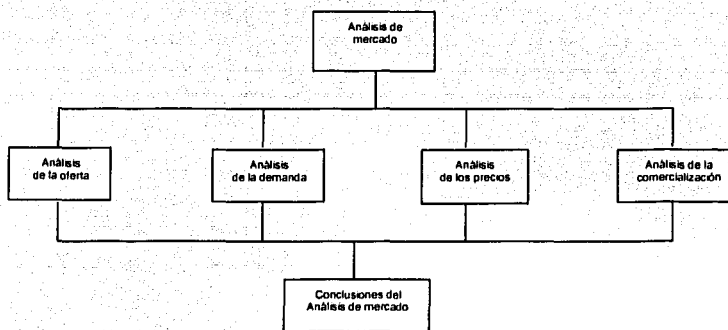 Análisis de
mercado
Análisis
de la oferta
Análisis
de la demanda
Análisis
de los precios
Análisis de la
comercialización
Conclusiones del
Análisis de mercado